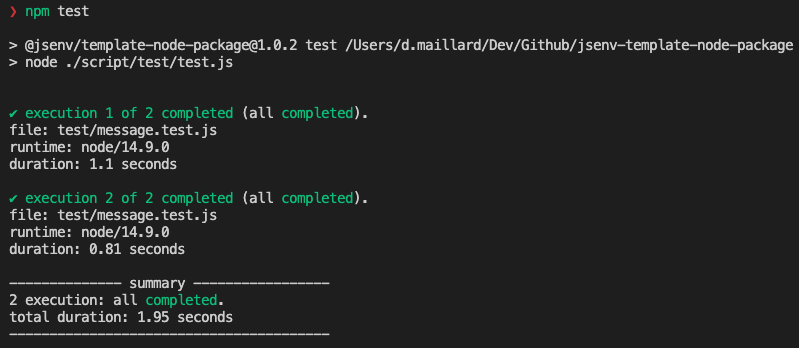 ❯ npm test
> @jsenv/template-node-package@1.0.2 test /Users/d.maillard/Dev/Github/jsenv-template-node-package
> node ./script/test/test.js
✔ execution 1 of 2 completed (all completed).
file: test/message.test.js
runtime: node/14.9.0
duration: 1.1 seconds
✔ execution 2 of 2 completed (all completed).
file: test/message.test.js
runtime: node/14.9.0
duration: 0.81 seconds
-------------- summary -----------------
2 execution: all completed.
total duration: 1.95 seconds
----------------------------------------